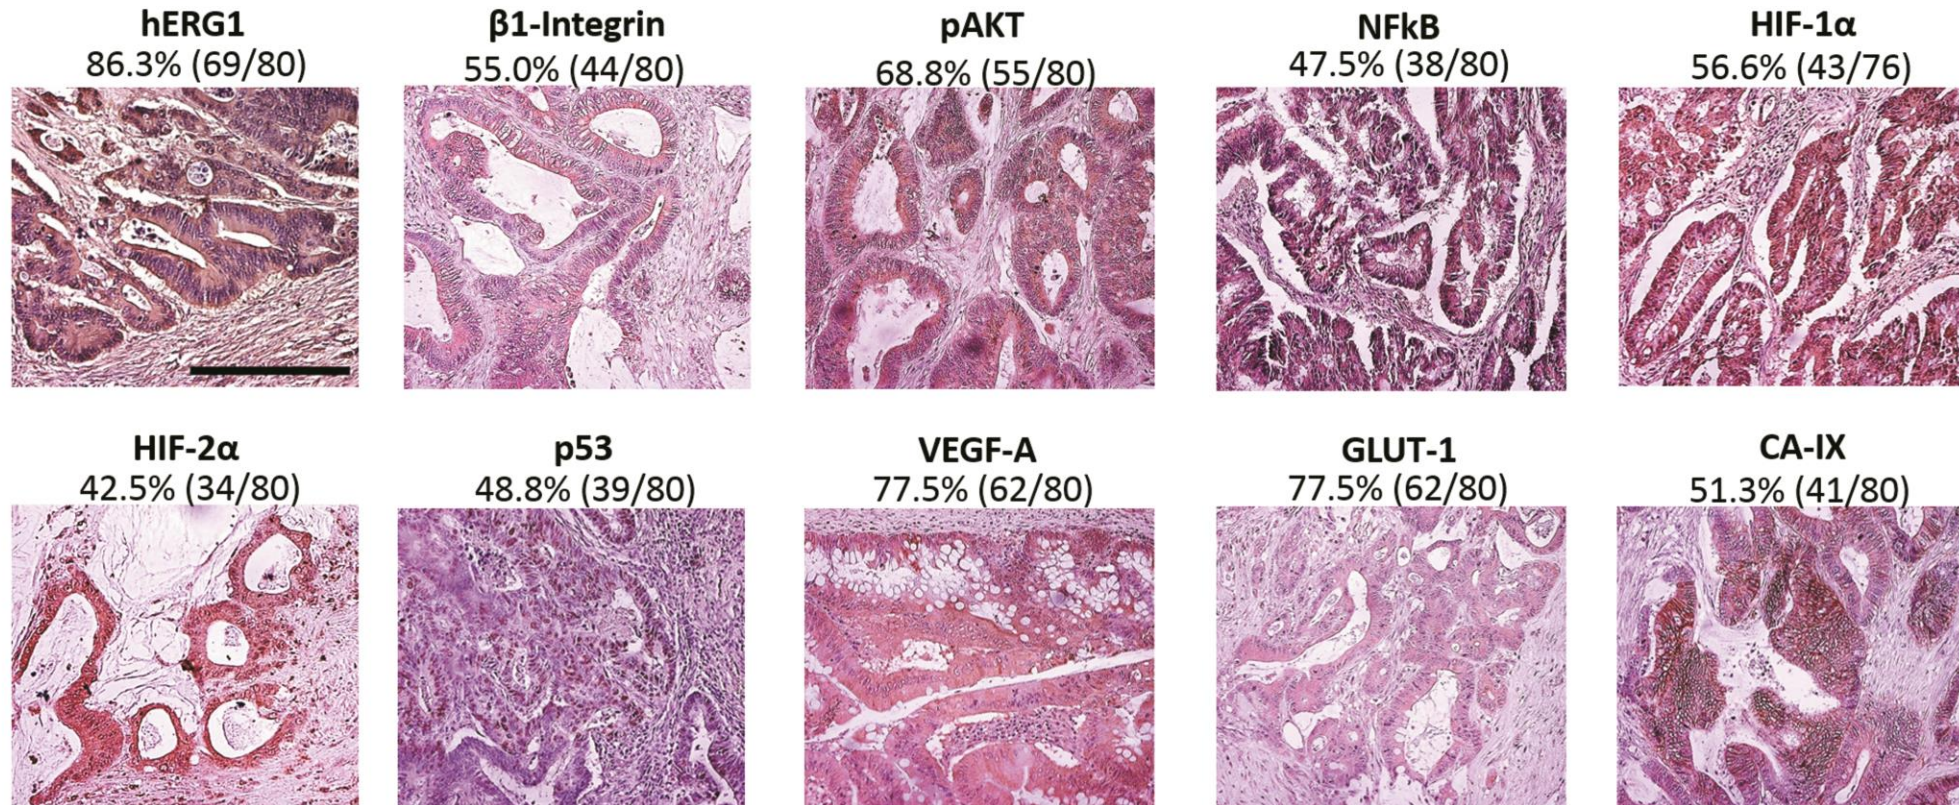 hERG1
86.3% (69/80)
β1-Integrin
55.0% (44/80)
pAKT
68.8% (55/80)
NFkB
47.5% (38/80)
HIF-1α
56.6% (43/76)
HIF-2α
42.5% (34/80)
p53
48.8% (39/80)
VEGF-A
77.5% (62/80)
GLUT-1
77.5% (62/80)
CA-IX
51.3% (41/80)